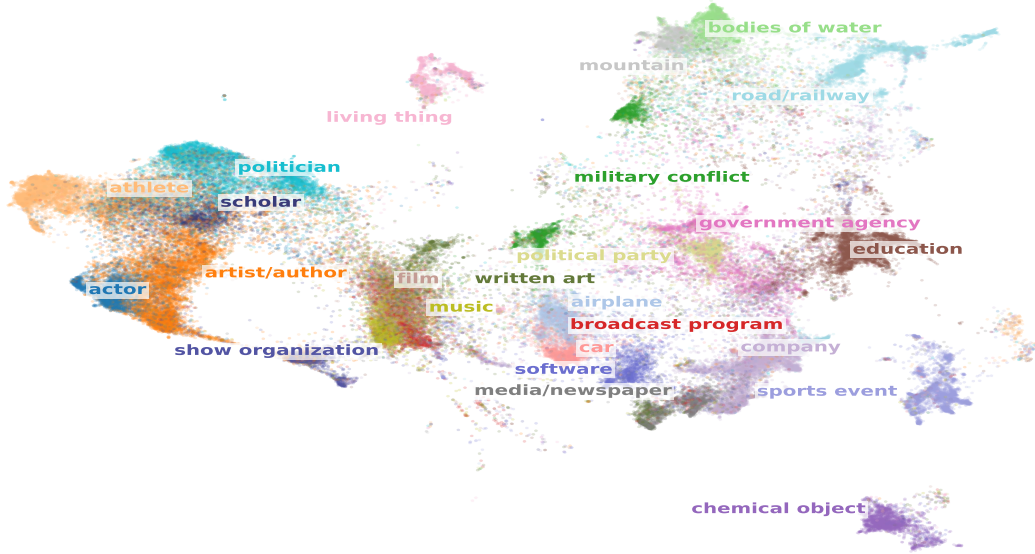 bodies of water
mountain
road/railway
living thing
politician
military conflict
athlete
scholar
government agency
education
political party
artist/author
film
written art
actor
airplane
music
broadcast program
car
company
show organization
software
media/newspaper
sports event
chemical object